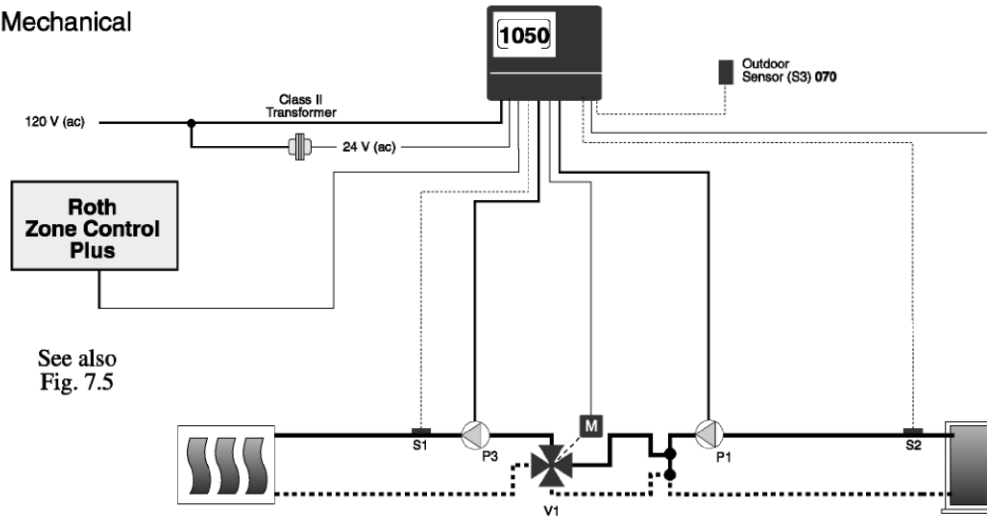 Mechanical
1050
Outdoor
Sensor (S3) 070
Class II
Transformer
120 V (ac)
24 V (ac)
Roth
Zone Control
Plus
See also
Fig. 7.5
M
S1
P3
P1
S2
V1